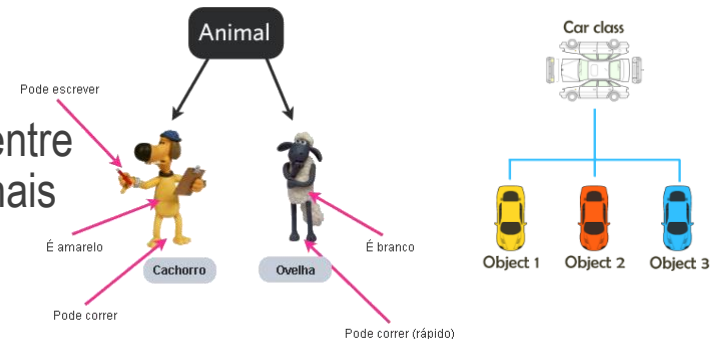 Animal
Pode escrever
entre
nais
É amarelo
É branco
Cachorro
Ovelha
Pode correr
Pode correr (rápido)
Car class
Object 1
Object 2
Object 3